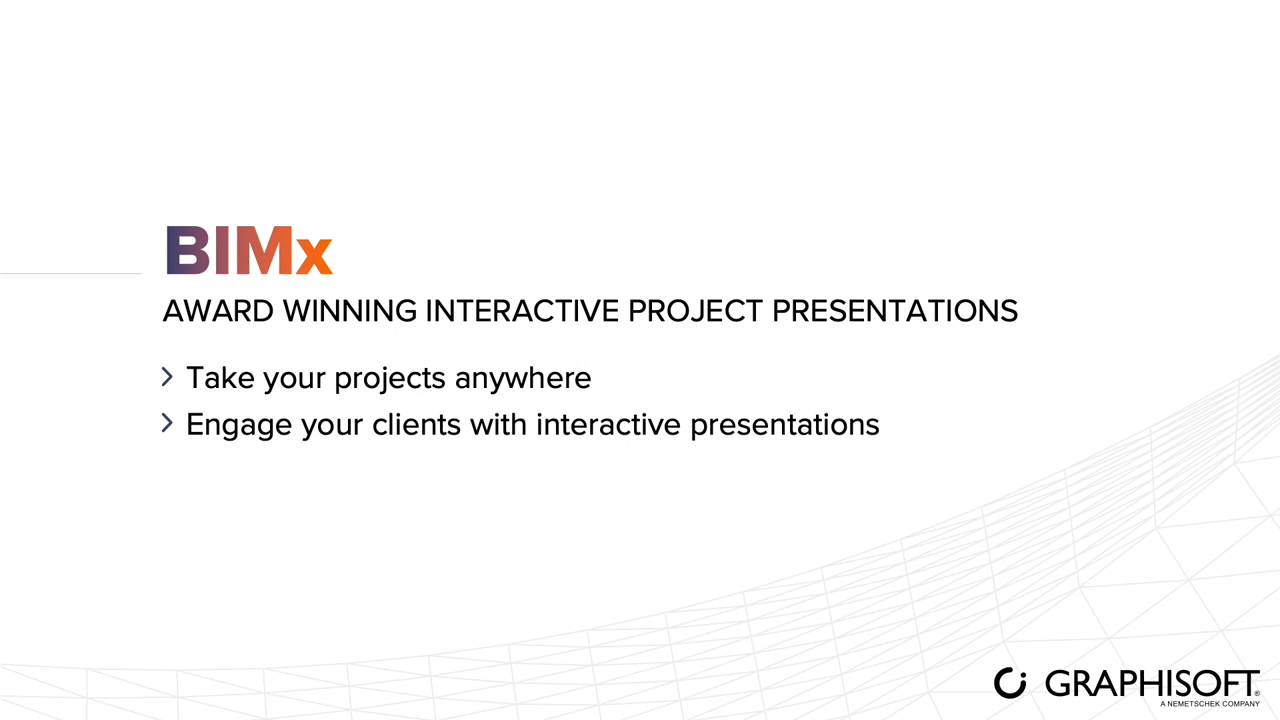 BIMx
AWARD WINNING INTERACTIVE PROJECT PRESENTATIONS
Take your projects anywhere
Engage your clients with interactive presentations
GRAPHISOFT®
A NEMETSCHEK COMPANY